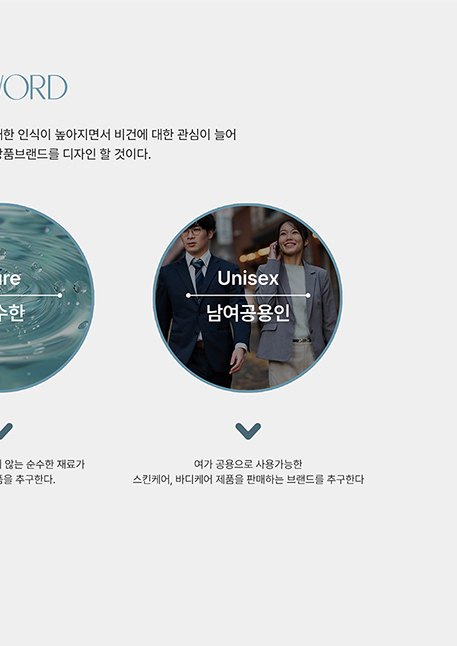 WORD
한 인식이 높아지면서 비건에 대한 관심이 늘어
품브랜드를 디자인 할 것이다.
ure
수한
Unisex
남여공용인
않는 순수한 재료가
을 추구한다.
여가 공용으로 사용가능한
스킨케어, 바디케어 제품을 판매하는 브랜드를 추구한다